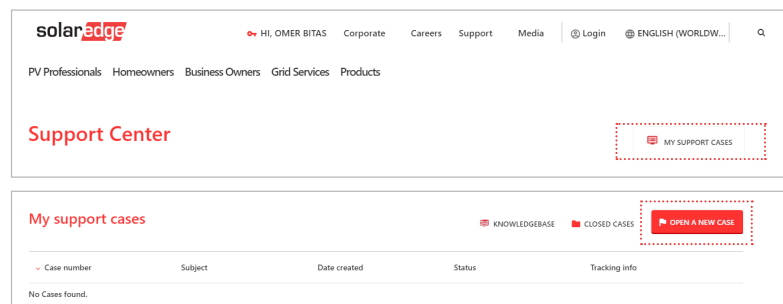 solaredge
HI, OMER BITAS Corporate Careers Support Media Login ENGLISH (WORLDW...
PV Professionals Homeowners Business Owners Grid Services Products
Support Center
MY SUPPORT CASES
My support cases
KNOWLEDGEBASE CLOSED CASES OPEN A NEW CASE
Case number Subject Date created Status Tracking info
No Cases found.